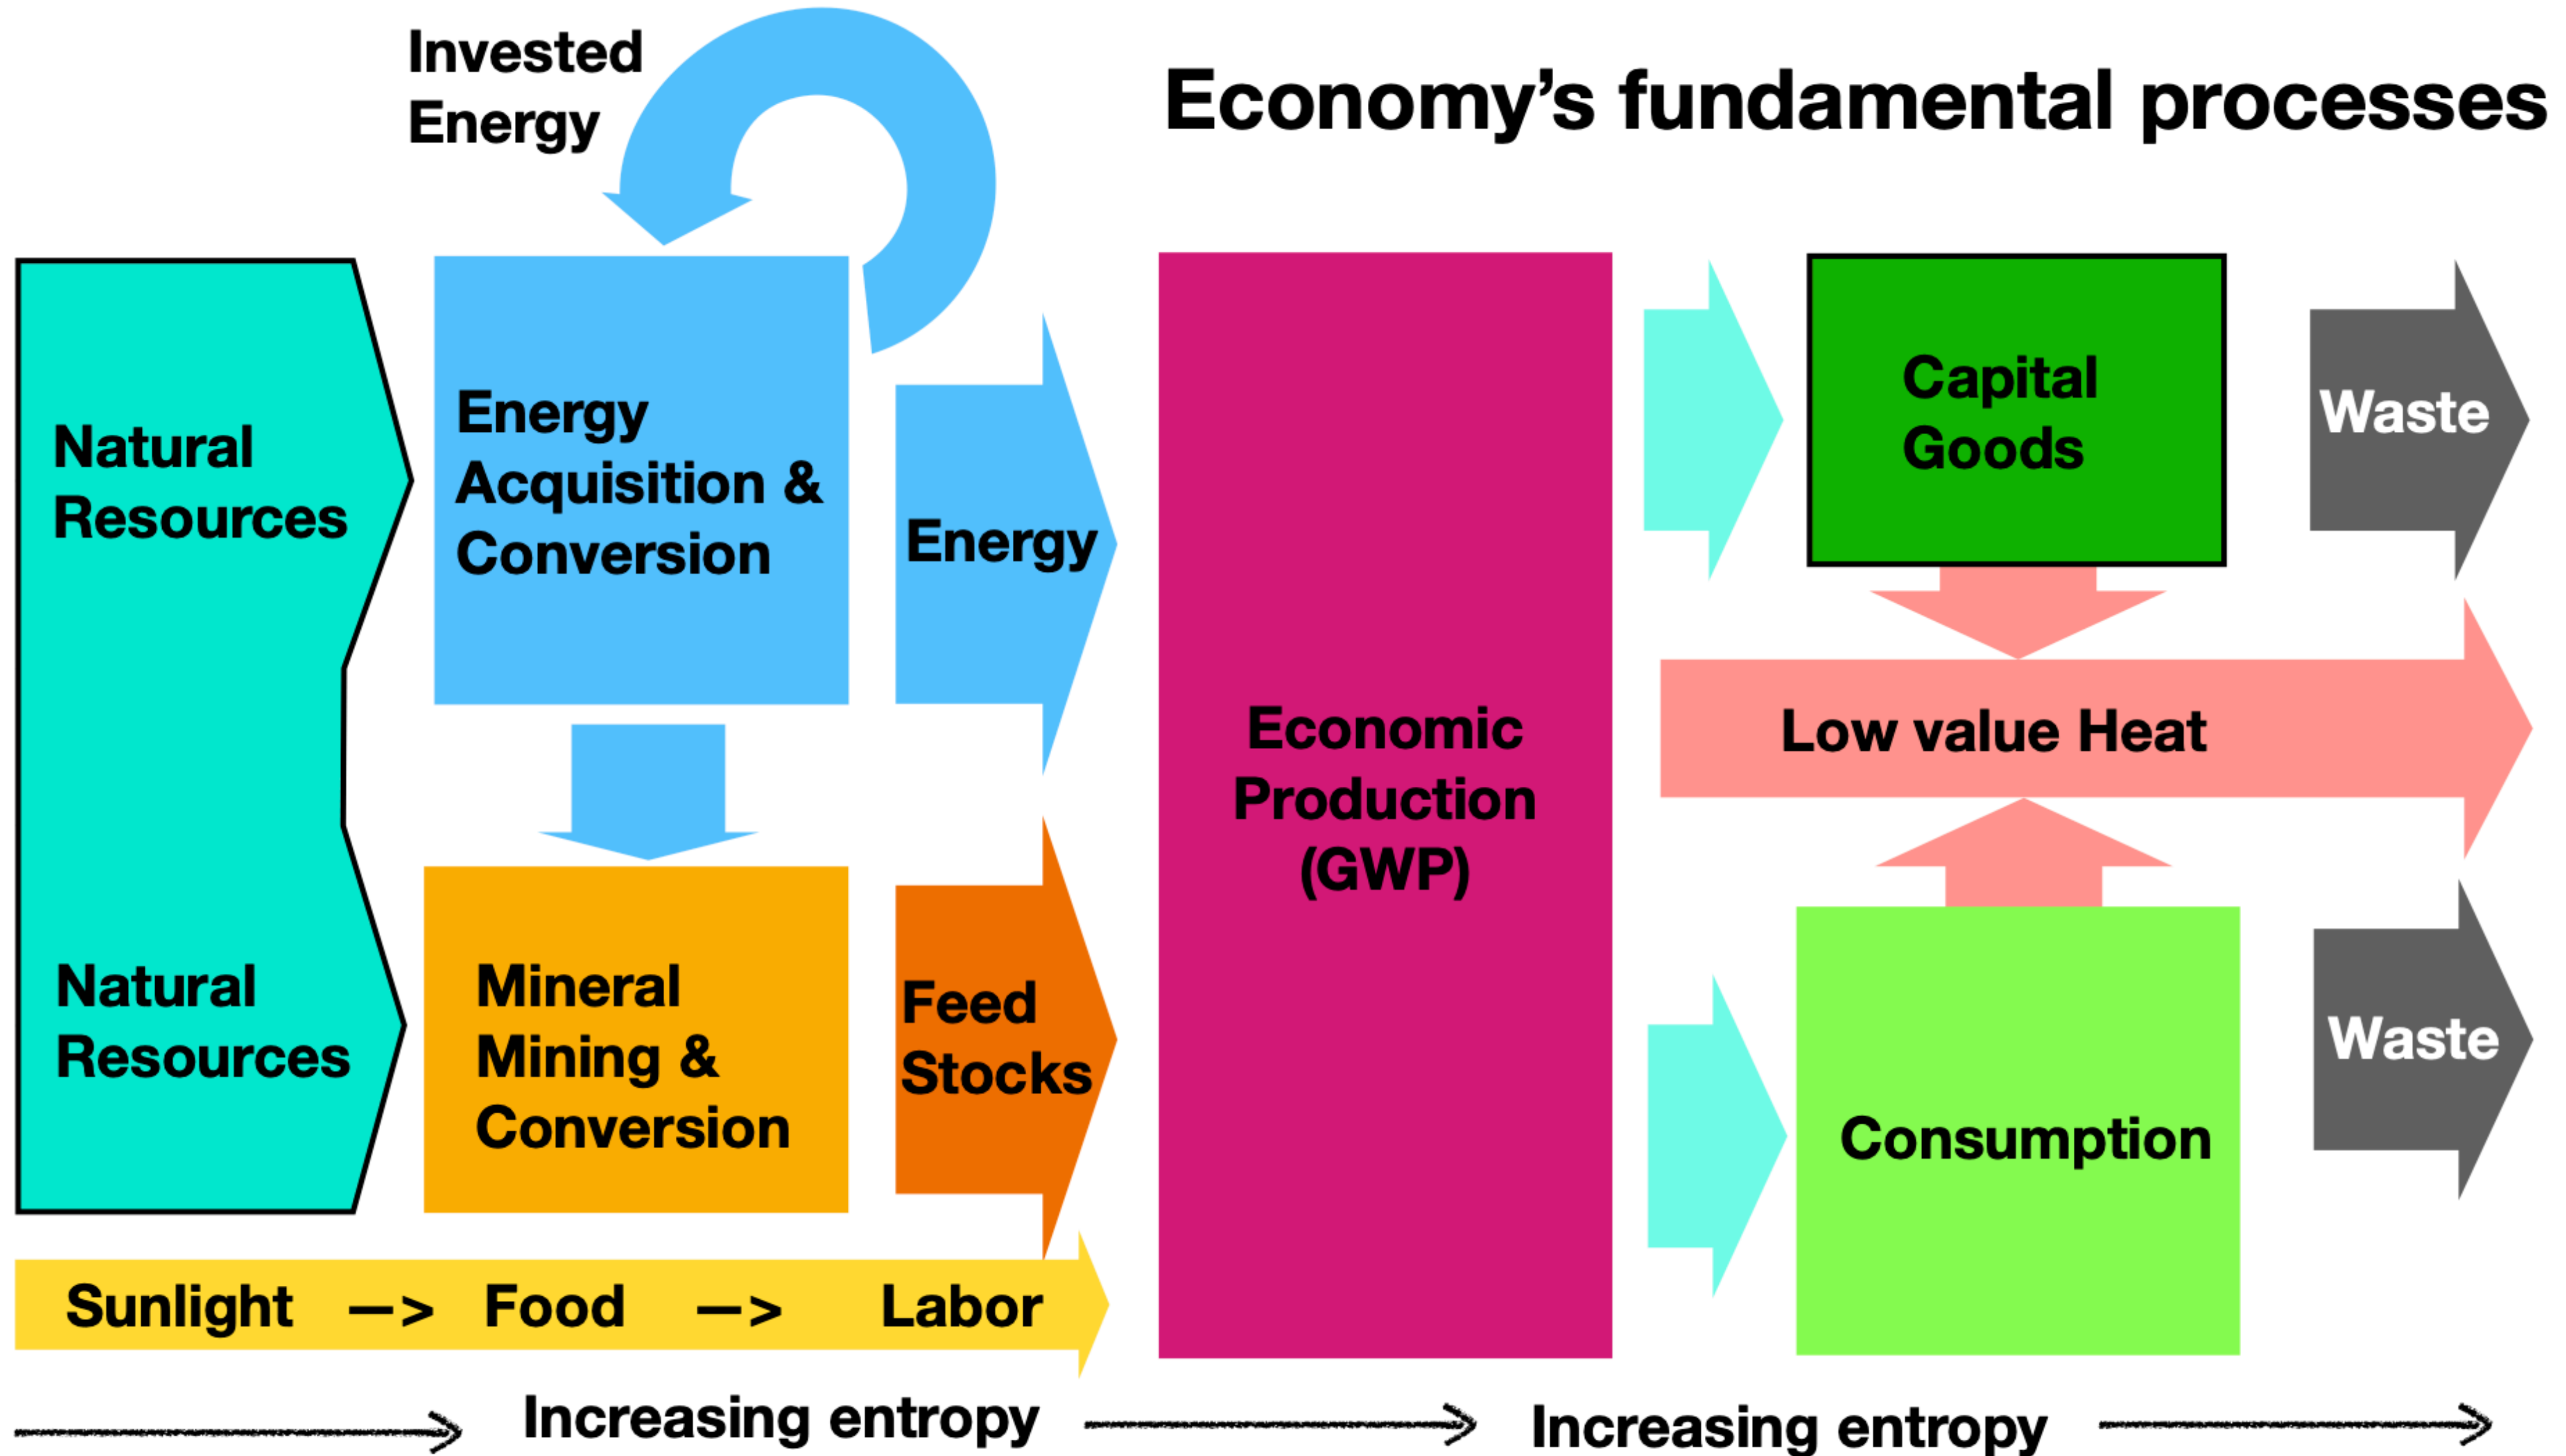 Invested
Energy
Economy’s fundamental processes
Natural
Resources
Energy
Acquisition &
Conversion
Energy
Economic
Production
(GWP)
Capital
Goods
Waste
Low value Heat
Natural
Resources
Mineral
Mining &
Conversion
Feed
Stocks
Consumption
Waste
Sunlight —> Food —> Labor
Increasing entropy
Increasing entropy